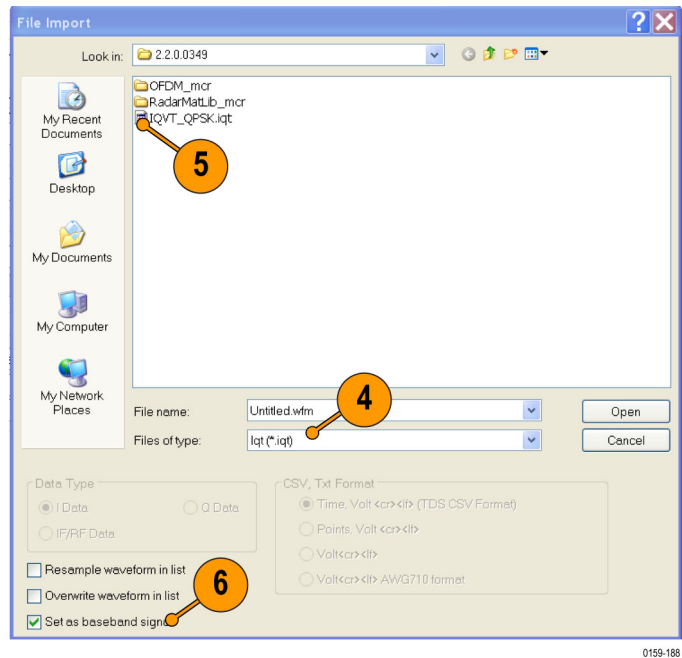 File Import
Look in: 2.2.0.0349
OFDM_mcr
RadarMatLib_mcr
IQVT_QPSK.iqt
5
My Recent
Documents
Desktop
My Documents
My Computer
My Network
Places
4
File name: Untitled.wfm Open
Files of type: Iqt (*.iqt) Cancel
Data Type
I Data Q Data
IF/RF Data
CSV, Txt Format
Time, Volt <cr><lf> (TDS CSV Format)
Points, Volt <cr><lf>
Volt<cr><lf>
Volt<cr><lf> AWG710 format
Resample waveform in list
Overwrite waveform in list
Set as baseband signa
6
0159-188